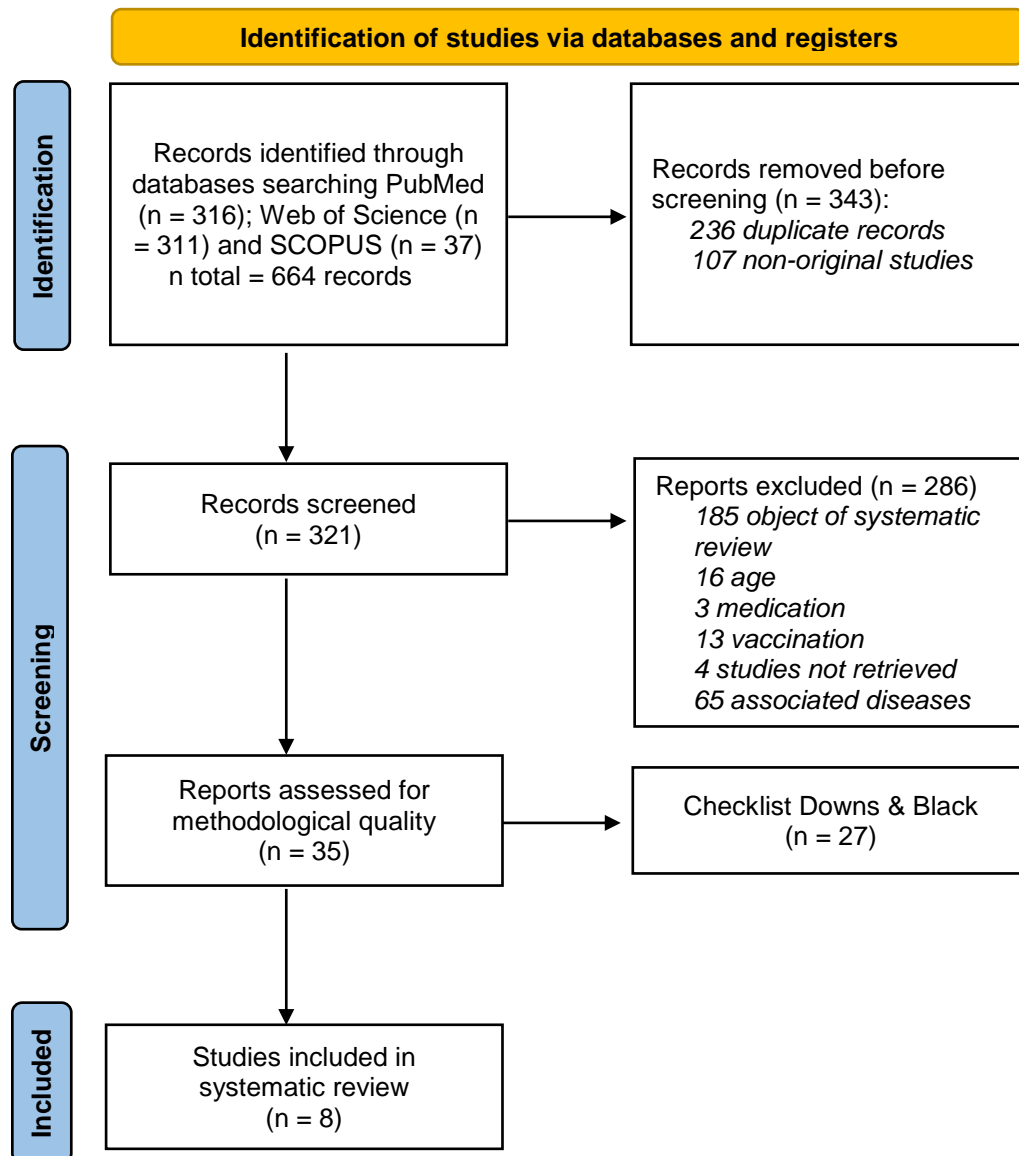 Identification of studies via databases and registers
Identification
Records identified through
databases searching PubMed
(n = 316); Web of Science (n
= 311) and SCOPUS (n = 37)
n total = 664 records
Records removed before
screening (n = 343):
236 duplicate records
107 non-original studies
Screening
Records screened
(n = 321)
Reports excluded (n = 286)
185 object of systematic
review
16 age
3 medication
13 vaccination
4 studies not retrieved
65 associated diseases
Reports assessed for
methodological quality
(n = 35)
Checklist Downs & Black
(n = 27)
Included
Studies included in
systematic review
(n = 8)